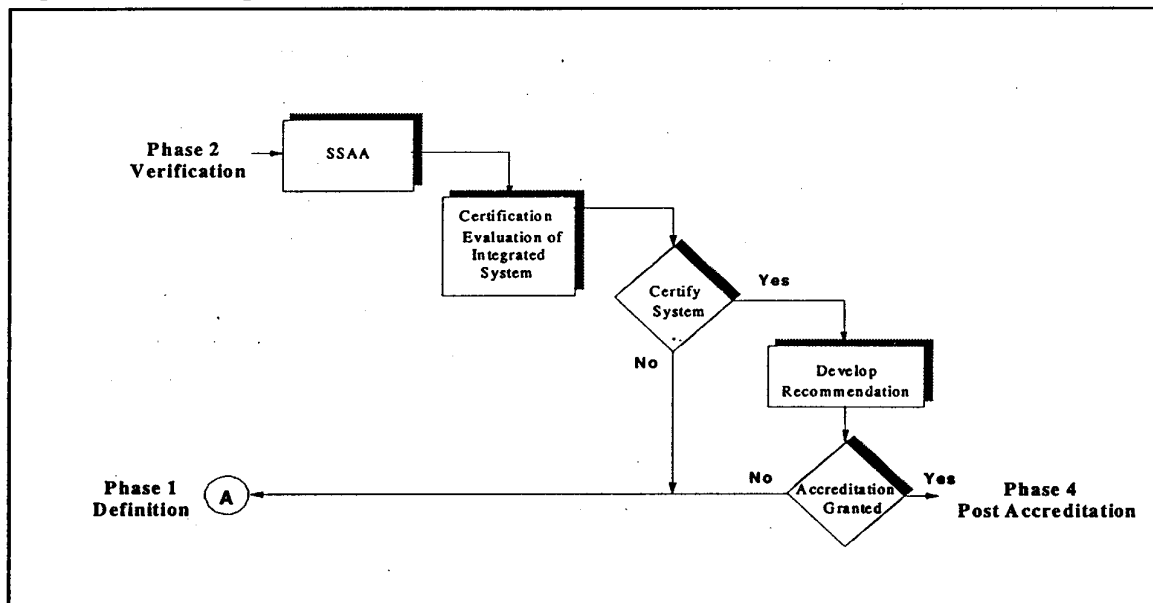 Phase 2
Verification
SSAA
Certification
Evaluation of
Integrated
System
Certify
System
Yes
No
Develop
Recommendation
Phase 1
Definition
A
No
Accreditation
Granted
Yes
Phase 4
Post Accreditation